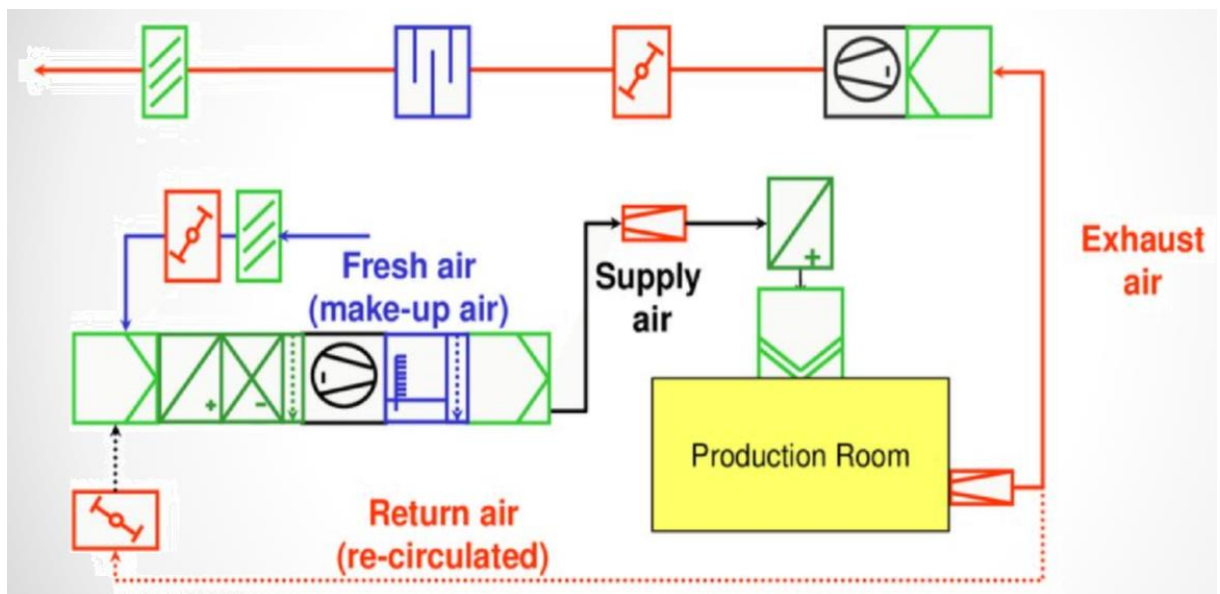 Exhaust
air
Fresh air
(make-up air)
Supply
air
+
+
−
Production Room
Return air
(re-circulated)